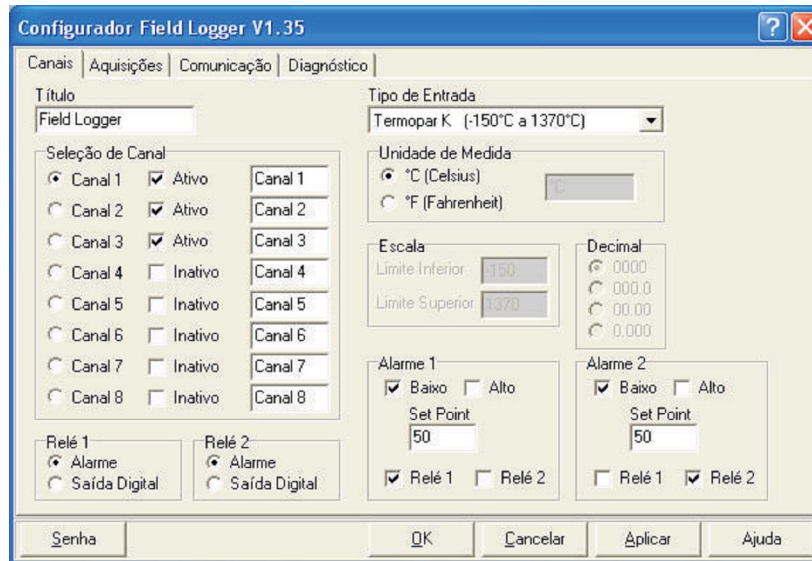 Configurador Field Logger V1.35
Canais Aquisições Comunicação Diagnóstico
Título
Field Logger
Tipo de Entrada
Termopar K (-150°C a 1370°C)
Seleção de Canal
Canal 1 Ativo Canal 1
Canal 2 Ativo Canal 2
Canal 3 Ativo Canal 3
Canal 4 Inativo Canal 4
Canal 5 Inativo Canal 5
Canal 6 Inativo Canal 6
Canal 7 Inativo Canal 7
Canal 8 Inativo Canal 8
Unidade de Medida
°C (Celsius) °C
°F (Fahrenheit)
Escala
Limite Inferior -150
Limite Superior 1370
Decimal
0000
000.0
00.00
0.000
Relé 1
Alarme
Saída Digital
Relé 2
Alarme
Saída Digital
Alarme 1
Baixo Alto
Set Point
50
Relé 1 Relé 2
Alarme 2
Baixo Alto
Set Point
50
Relé 1 Relé 2
Senha OK Cancelar Aplicar Ajuda